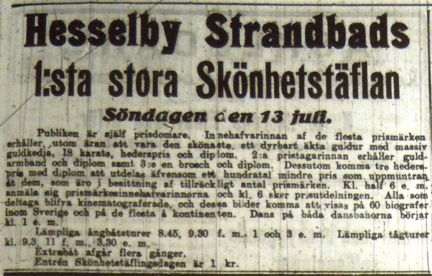 Hesselby Strandbads
1:sta stora Skönhetstäflan
Söndagen den 13 juli.
Publiken är själf prisdomare. Innehafvarinnan af de flesta prismärken
erhåller, utom äran att vara den skönaste, ett dyrbart äkta guldur med massiv
guldkedja, 18 karats, hederspris och diplom. 2:a pristagarinnan erhåller guld-
armband och diplom samt 3:e en brosch och diplom. Dessutom komma tre heders-
pris med diplom att utdelas äfvensom ett hundratal mindre pris som uppmuntran
åt dem, som äro i besittning af tillräckligt antal prismärken. Kl. half 6 e. m.
anmäla sig prismärkeinnehafvarinnorna och kl. 6 sker prisutdelningen. Alla som
deltaga blifva kinematograferade, och dessa bilder komma att visas på 60 biografer
inom Sverige och på de flesta å kontinenten. Dans på båda dansbanorna börjar
kl. 1 e. m.
Lämpliga ångbåtsturer 8.45, 9.30 f. m., 1 och 3 e. m. Lämpliga tågturer
kl. 9.3, 11 f. m., 3.30 e. m.
Extrabåt afgår flera gånger.
Entrén Skönhetstäflingsdagen är 1 kr.